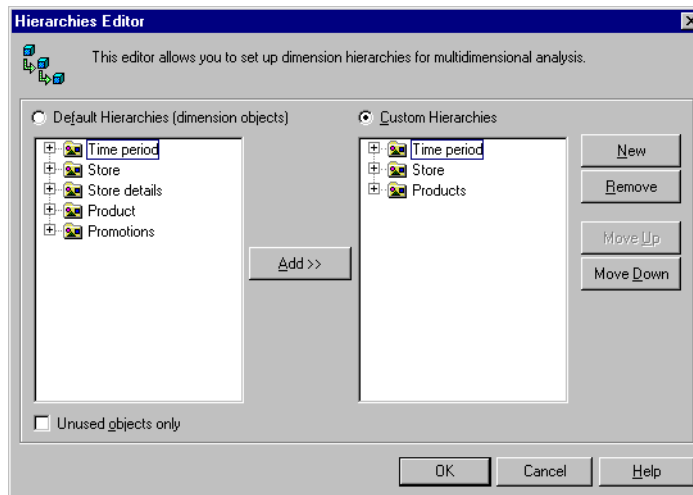 Hierarchies Editor
This editor allows you to set up dimension hierarchies for multidimensional analysis.
Default Hierarchies (dimension objects)
Custom Hierarchies
Time period
Store
Store details
Product
Promotions
Add >>
Time period
Store
Products
New
Remove
Move Up
Move Down
Unused objects only
OK
Cancel
Help